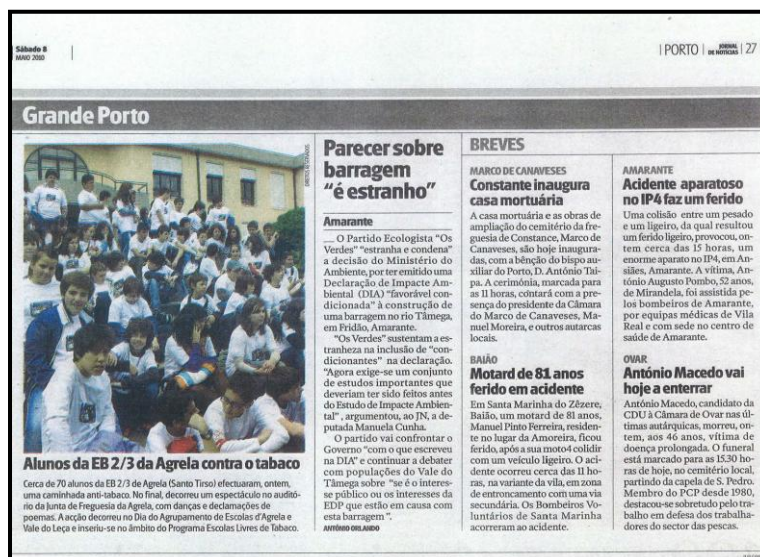 Sábado 8
MAIO 2010
PORTO
JORNAL
DE NOTÍCIAS
27
Grande Porto
Alunos da EB 2/3 da Agrela contra o tabaco
Cerca de 70 alunos da EB 2/3 de Agrela (Santo Tirso) efectuaram, ontem,
uma caminhada anti-tabaco. No final, decorreu um espectáculo no auditó-
rio da Junta de Freguesia da Agrela, com danças e declarações de
poemas. A acção decorreu no Dia do Agrupamento de Escolas d'Agrela e
Vale do Leça e inseriu-se no âmbito do Programa Escolas Livres de Tabaco.
Parecer sobre
barragem
“é estranho”
Amarante
__ O Partido Ecologista “Os
Verdes” “estranha e condena”
a decisão do Ministério do
Ambiente, por ter emitido uma
Declaração de Impacte Am-
biental (DIA) “favorável con-
dicionada” à construção de
uma barragem no rio Tâmega,
em Fridão, Amarante.
“Os Verdes” sustentam a es-
tranheza na inclusão de “con-
dicionantes” na declaração.
“Agora exige-se um conjunto
de estudos importantes que
deveriam ter sido feitos antes
do Estudo de Impacte Ambien-
tal”, argumentou, ao JN, a de-
putada Manuela Cunha.
O partido vai confrontar o
Governo “com o que escreveu
na DIA” e continuar a debater
com populações do Vale do
Tâmega sobre “se é o interes-
se público ou os interesses da
EDP que estão em causa com
esta barragem”.
ANTÓNIO ORLANDO
BREVES
MARCO DE CANAVESES
Constante inaugura
casa mortuária
A casa mortuária e as obras de
ampliação do cemitério da fre-
guesia de Constance, Marco de
Canaveses, são hoje inaugura-
das, com a bênção do bispo au-
xiliar do Porto, D. António Tai-
pa. A cerimónia, marcada para
as 11 horas, contará com a pre-
sença do presidente da Câmara
do Marco de Canaveses, Ma-
nuel Moreira, e outros autarcas
locais.
BAIÃO
Motard de 81 anos
ferido em acidente
Em Santa Marinha do Zêzere,
Baião, um motard de 81 anos,
Manuel Pinto Ferreira, residen-
te no lugar da Amoreira, ficou
ferido, após a sua moto4 colidir
com um veículo ligeiro. O aci-
dente ocorreu cerca das 11 ho-
ras, na variante da vila, em zona
de entroncamento com uma via
secundária. Os Bombeiros Vo-
luntários de Santa Marinha
acorreram ao acidente.
AMARANTE
Acidente aparatoso
no IP4 faz um ferido
Uma colisão entre um pesado
e um ligeiro, da qual resultou
um ferido ligeiro, provocou, on-
tem cerca das 15 horas, um
enorme aparato no IP4, em An-
siães, Amarante. A vítima, An-
tónio Augusto Pombo, 52 anos,
de Mirandela, foi assistida pe-
los bombeiros de Amarante,
por equipas médicas de Vila
Real e com sede no centro de
saúde de Amarante.
OVAR
António Macedo vai
hoje a enterrar
António Macedo, candidato da
CDU à Câmara de Ovar nas úl-
timas autárquicas, morreu, on-
tem, aos 46 anos, vítima de
doença prolongada. O funeral
está marcado para as 15.30 ho-
ras de hoje, no cemitério local,
partindo da capela de S. Pedro.
Membro do PCP desde 1980,
destacou-se sobretudo pelo tra-
balho em defesa dos trabalha-
dores do sector das pescas.